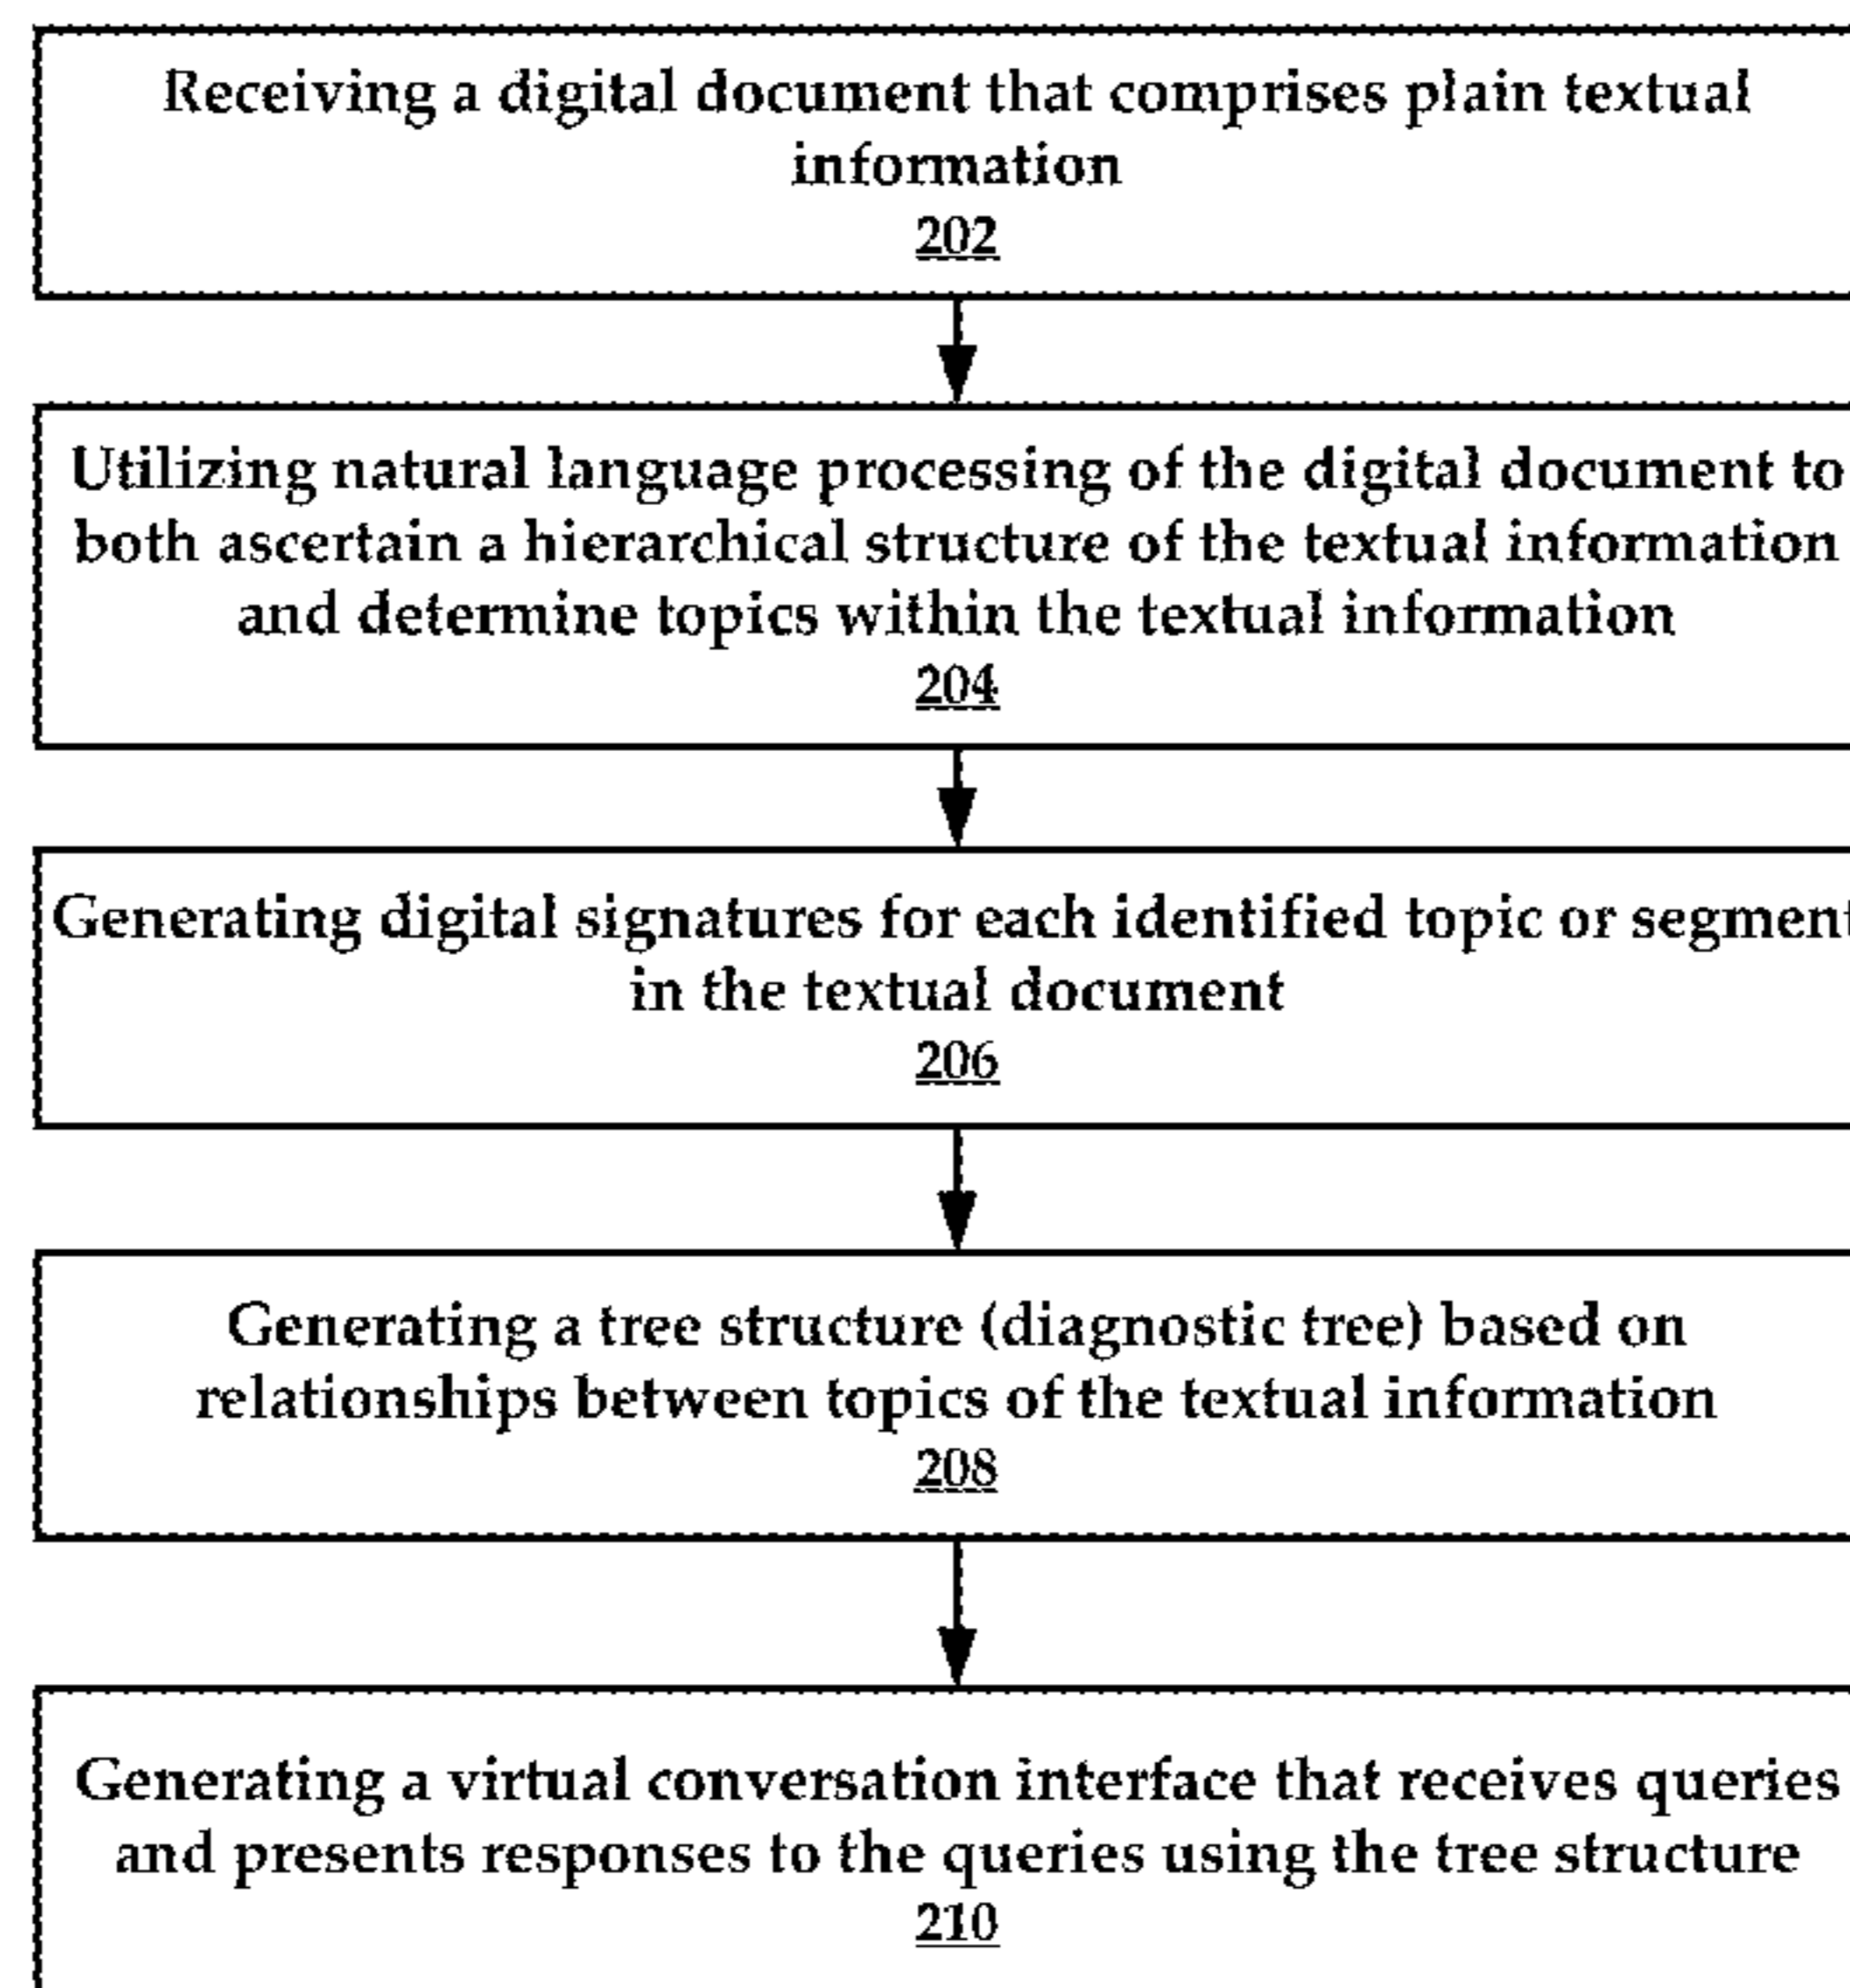 Receiving a digital document that comprises plain textual
information
202
Utilizing natural language processing of the digital document to
both ascertain a hierarchical structure of the textual information
and determine topics within the textual information
204
Generating digital signatures for each identified topic or segment
in the textual document
206
Generating a tree structure (diagnostic tree) based on
relationships between topics of the textual information
208
Generating a virtual conversation interface that receives queries
and presents responses to the queries using the tree structure
210